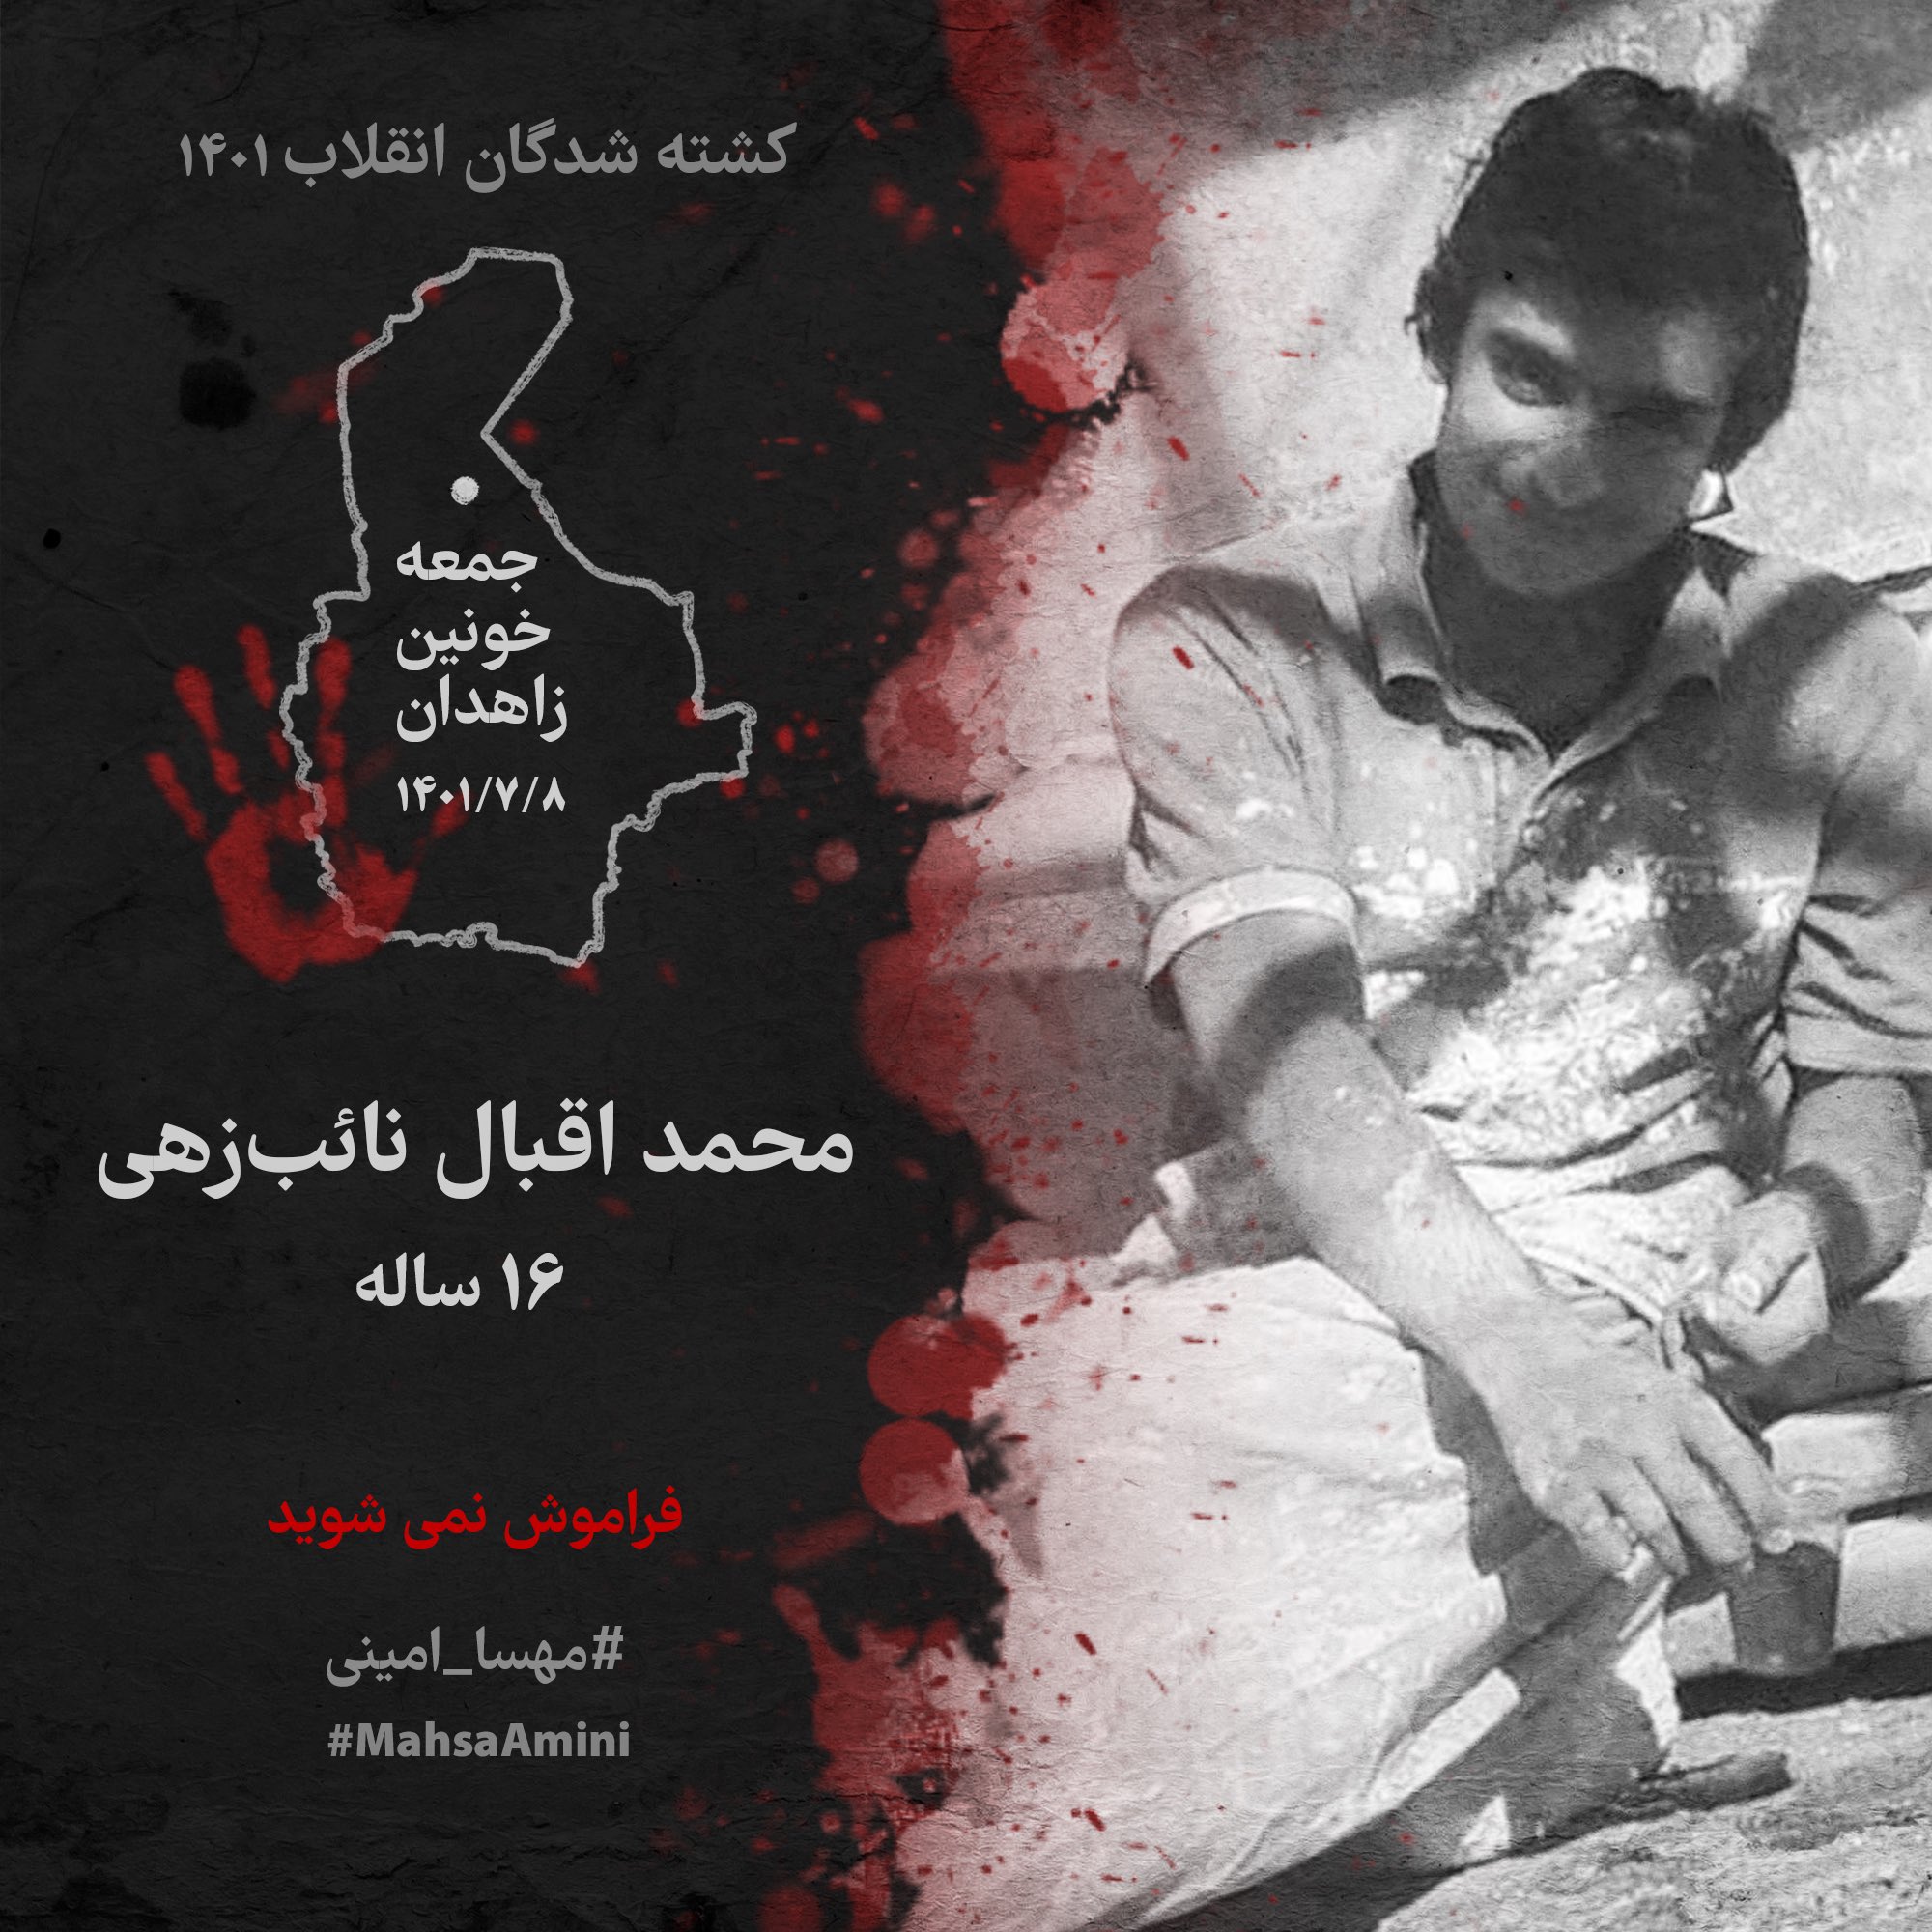 کشته شدگان انقلاب ۱۴۰۱
جمعه
خونین
زاهدان
۱۴۰۱/۷/۸
محمد اقبال نائب‌زهی
۱۶ ساله
فراموش نمی شوید
#مهسا_امینی
#MahsaAmini